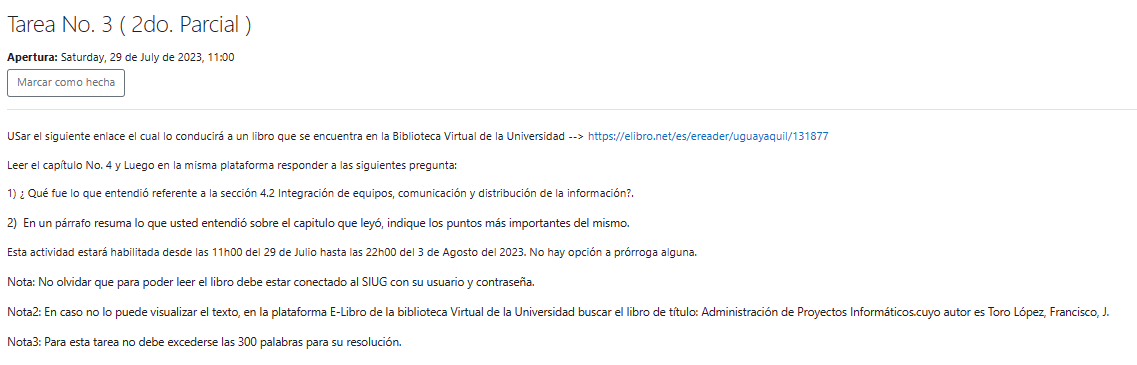 Tarea No. 3 ( 2do. Parcial )
Apertura: Saturday, 29 de July de 2023, 11:00
Marcar como hecha
USar el siguiente enlace el cual lo conducirá a un libro que se encuentra en la Biblioteca Virtual de la Universidad --> https://elibro.net/es/ereader/uguayaquil/131877
Leer el capítulo No. 4 y Luego en la misma plataforma responder a las siguientes pregunta:
1) ¿ Qué fue lo que entendió referente a la sección 4.2 Integración de equipos, comunicación y distribución de la información?.
2) En un párrafo resuma lo que usted entendió sobre el capitulo que leyó, indique los puntos más importantes del mismo.
Esta actividad estará habilitada desde las 11h00 del 29 de Julio hasta las 22h00 del 3 de Agosto del 2023. No hay opción a prórroga alguna.
Nota: No olvidar que para poder leer el libro debe estar conectado al SIUG con su usuario y contraseña.
Nota2: En caso no lo puede visualizar el texto, en la plataforma E-Libro de la biblioteca Virtual de la Universidad buscar el libro de título: Administración de Proyectos Informáticos.cuyo autor es Toro López, Francisco, J.
Nota3: Para esta tarea no debe excederse las 300 palabras para su resolución.